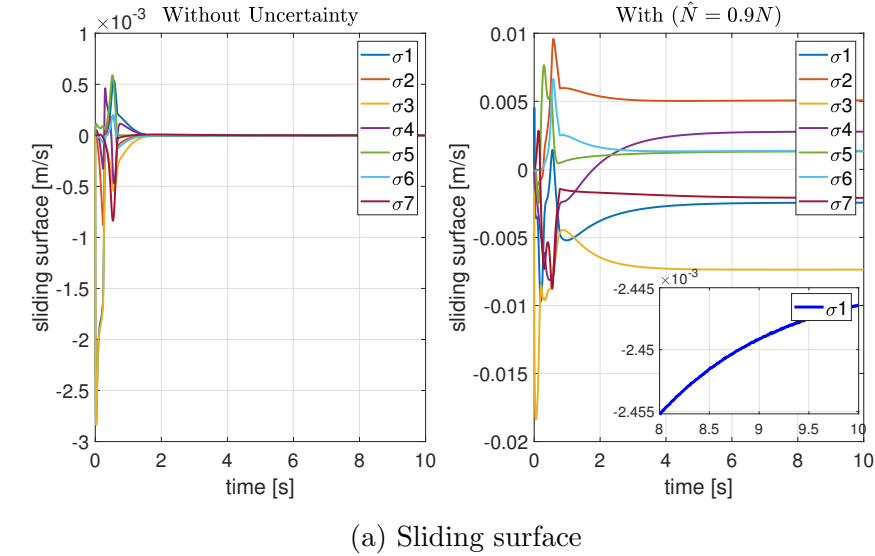 Without Uncertainty
×10⁻³
1
0.5
0
-0.5
-1
-1.5
-2
-2.5
-3
sliding surface [m/s]
0 2 4 6 8 10
time [s]
σ1
σ2
σ3
σ4
σ5
σ6
σ7
With (N̂ = 0.9N)
0.01
0.005
0
-0.005
-0.01
-0.015
-0.02
sliding surface [m/s]
0 2 4 6 8 10
time [s]
σ1
σ2
σ3
σ4
σ5
σ6
σ7
×10⁻³
-2.445
-2.45
-2.455
8 8.5 9 9.5 10
σ1
(a) Sliding surface